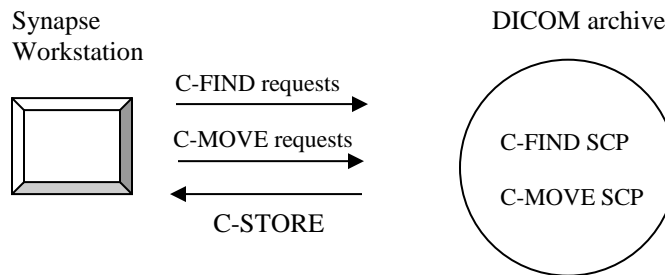 Synapse
Workstation
DICOM archive
C-FIND requests
C-MOVE requests
C-STORE
C-FIND SCP
C-MOVE SCP